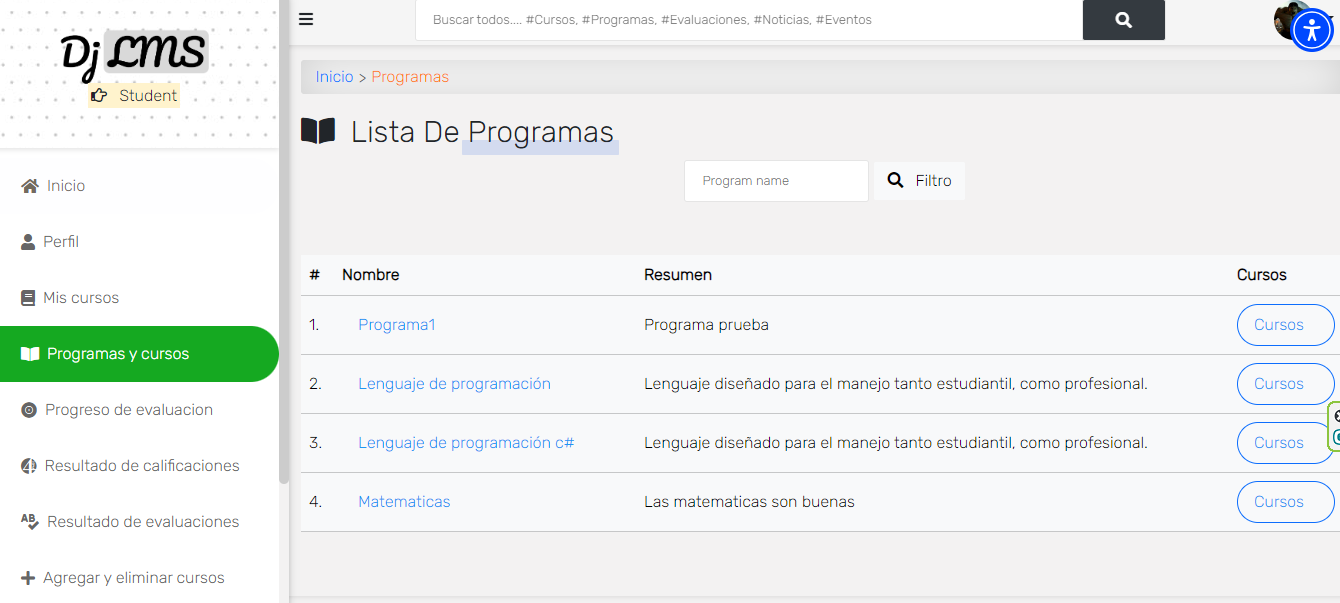 Dj LMS
Student
Inicio
Perfil
Mis cursos
Programas y cursos
Progreso de evaluacion
Resultado de calificaciones
Resultado de evaluaciones
Agregar y eliminar cursos
Buscar todos.... #Cursos, #Programas, #Evaluaciones, #Noticias, #Eventos
Inicio > Programas
Lista De Programas
Program name Filtro
# Nombre Resumen Cursos
1. Programa1 Programa prueba Cursos
2. Lenguaje de programación Lenguaje diseñado para el manejo tanto estudiantil, como profesional. Cursos
3. Lenguaje de programación c# Lenguaje diseñado para el manejo tanto estudiantil, como profesional. Cursos
4. Matematicas Las matematicas son buenas Cursos